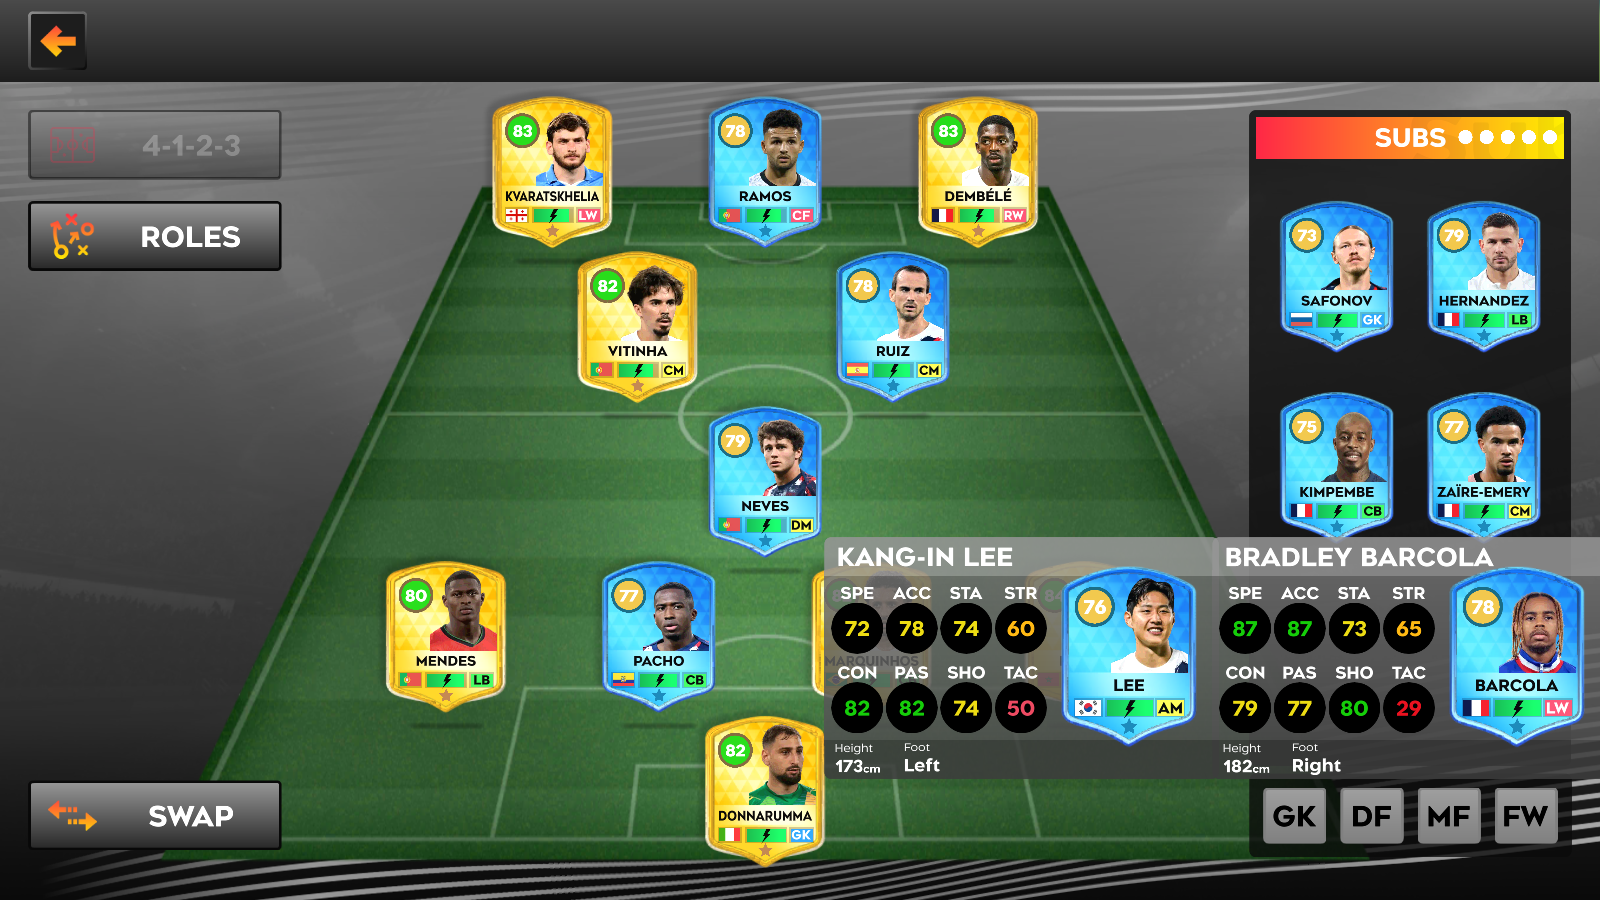 4-1-2-3
ROLES
SWAP
83
KVARATSKHELIA
LW
78
RAMOS
CF
83
DEMBÉLÉ
RW
82
VITINHA
CM
78
RUIZ
CM
79
NEVES
DM
80
MENDES
LB
77
PACHO
CB
MARQUINHOS
82
DONNARUMMA
GK
SUBS
73
SAFONOV
GK
79
HERNANDEZ
LB
75
KIMPEMBE
CB
77
ZAÏRE-EMERY
CM
KANG-IN LEE
SPE ACC STA STR
72 78 74 60
CON PAS SHO TAC
82 82 74 50
Height Foot
173cm Left
76
LEE
AM
BRADLEY BARCOLA
SPE ACC STA STR
87 87 73 65
CON PAS SHO TAC
79 77 80 29
Height Foot
182cm Right
78
BARCOLA
LW
GK DF MF FW